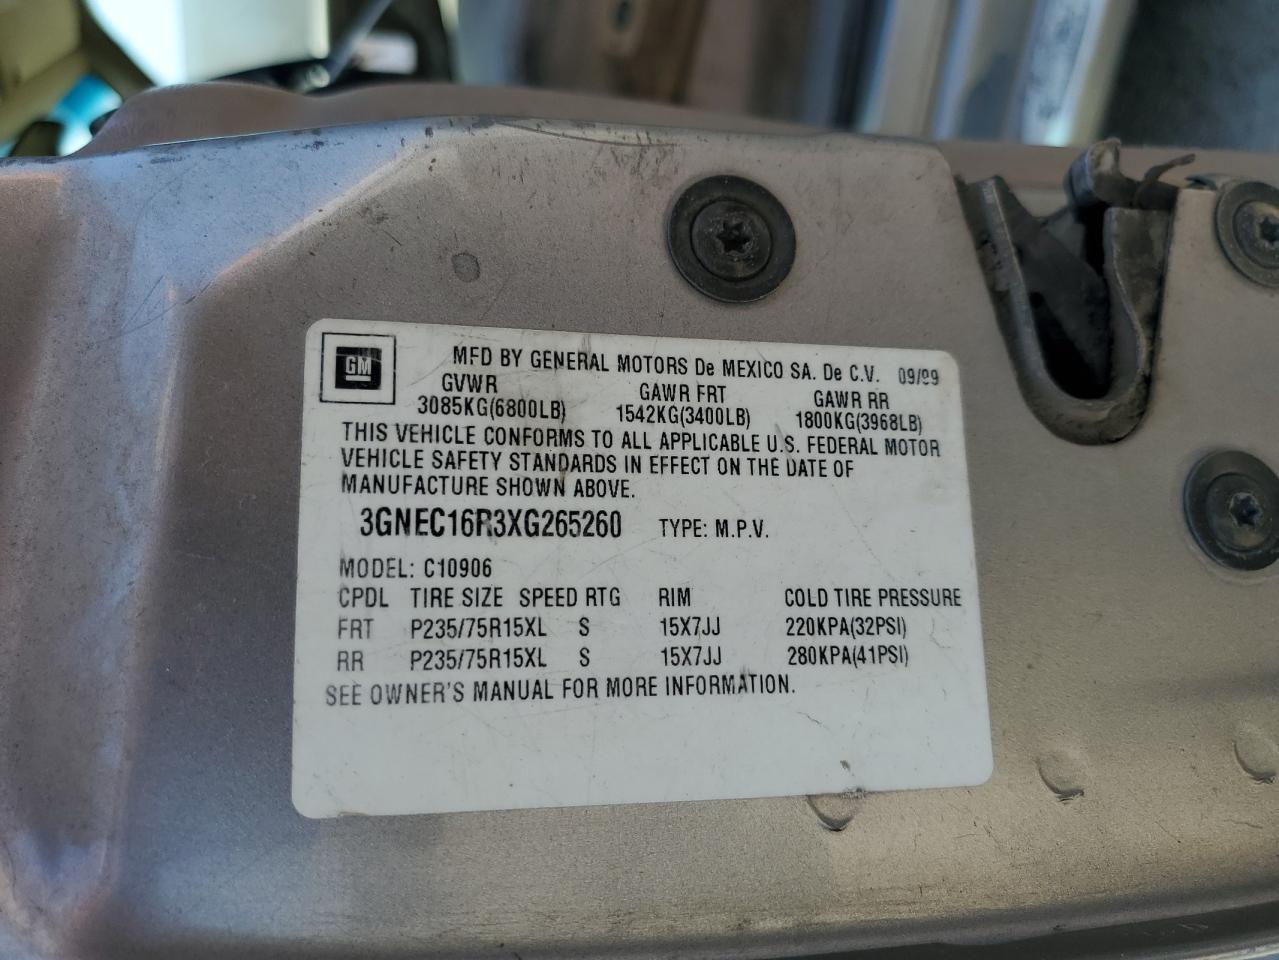 GM
MFD BY GENERAL MOTORS De MEXICO SA. De C.V. 09/99
GVWR GAWR FRT GAWR RR
3085KG(6800LB) 1542KG(3400LB) 1800KG(3968LB)
THIS VEHICLE CONFORMS TO ALL APPLICABLE U.S. FEDERAL MOTOR
VEHICLE SAFETY STANDARDS IN EFFECT ON THE DATE OF
MANUFACTURE SHOWN ABOVE.
3GNEC16R3XG265260 TYPE: M.P.V.
MODEL: C10906
CPDL TIRE SIZE SPEED RTG RIM COLD TIRE PRESSURE
FRT P235/75R15XL S 15X7JJ 220KPA(32PSI)
RR P235/75R15XL S 15X7JJ 280KPA(41PSI)
SEE OWNER'S MANUAL FOR MORE INFORMATION.